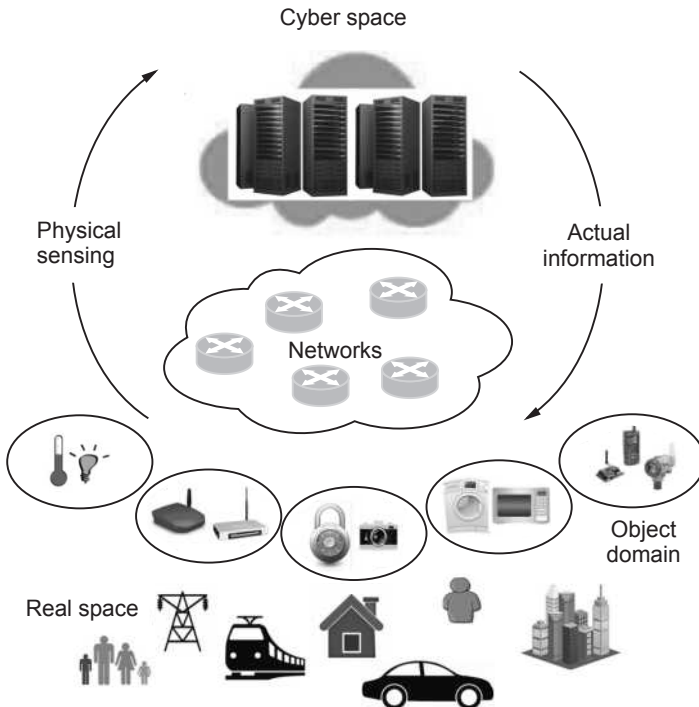 Cyber space
Physical
sensing
Actual
information
Networks
Object
domain
Real space